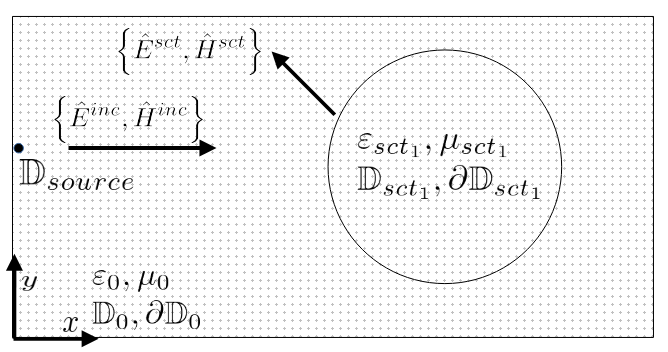 {Ê^{sct}, Ĥ^{sct}}
{Ê^{inc}, Ĥ^{inc}}
𝔻_{source}
ε_{sct_1}, μ_{sct_1}
𝔻_{sct_1}, ∂𝔻_{sct_1}
y
ε_0, μ_0
x
𝔻_0, ∂𝔻_0